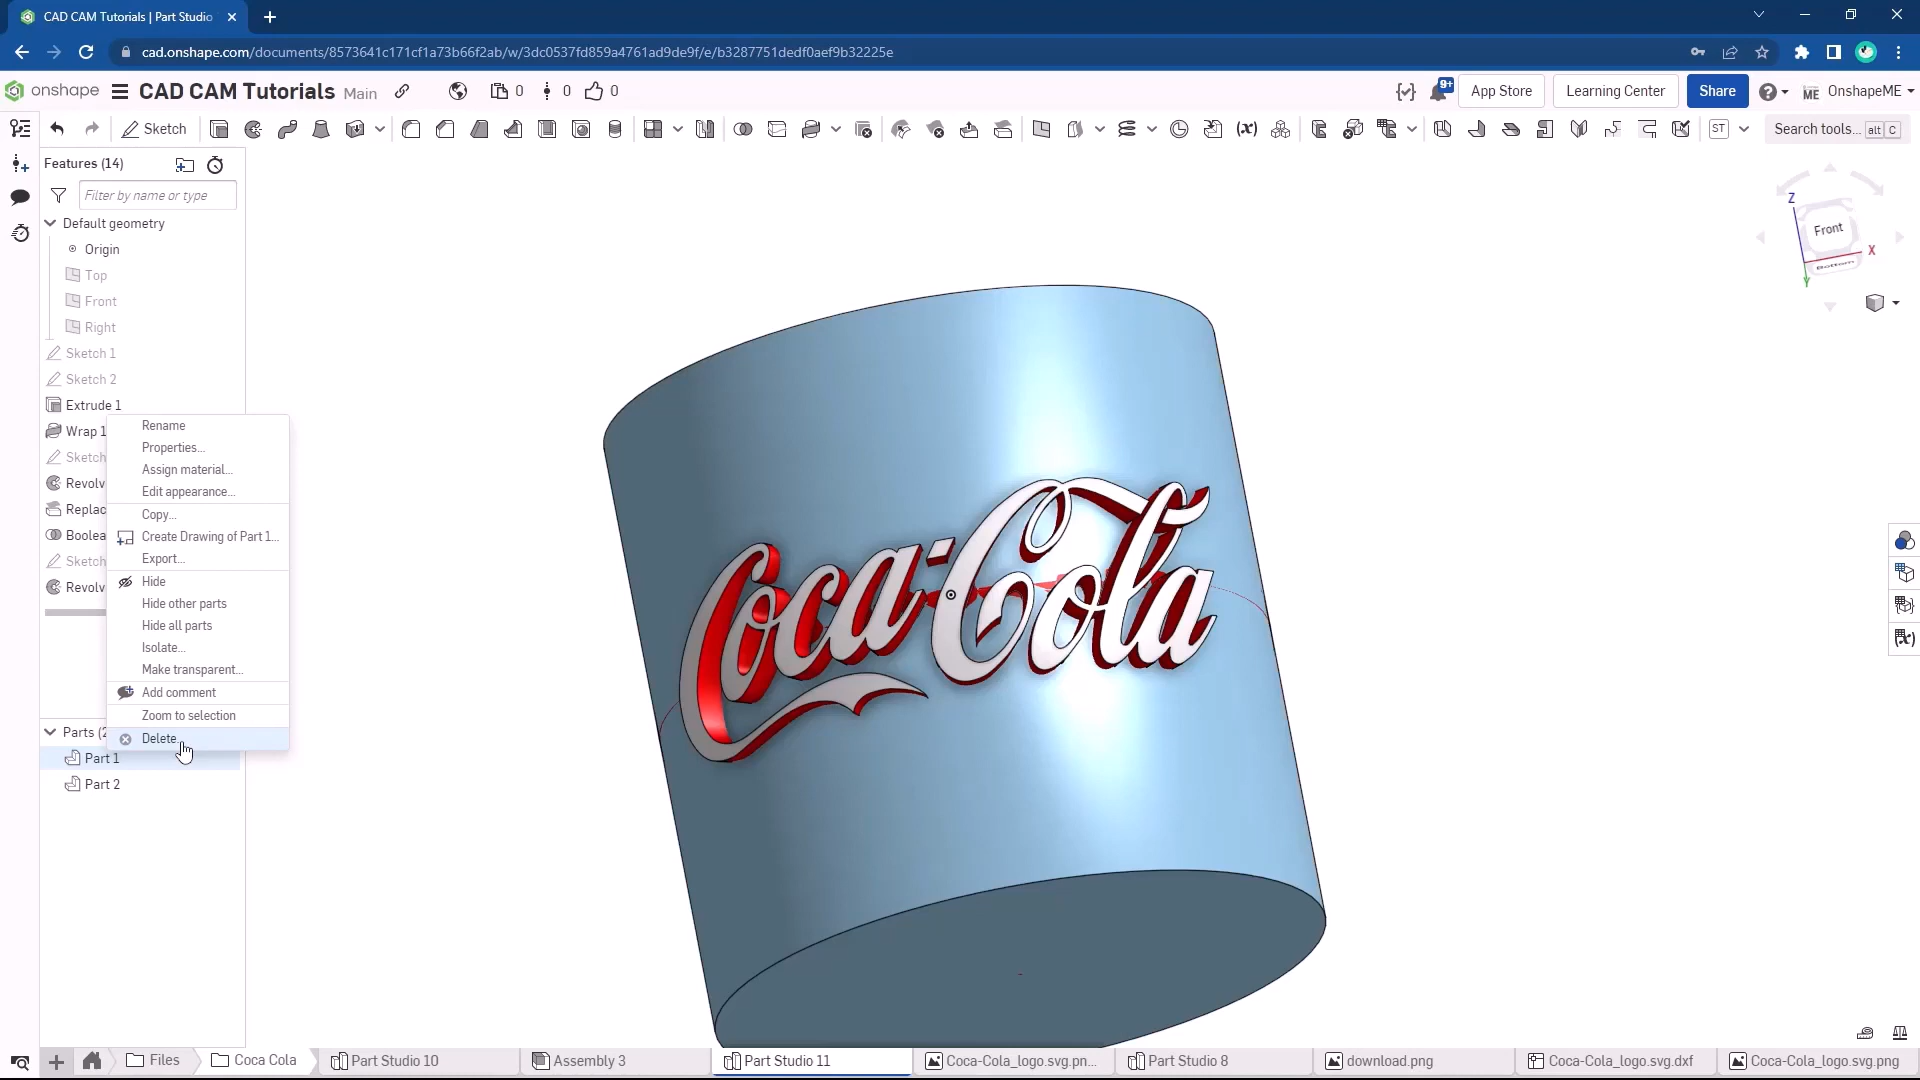 CAD CAM Tutorials | Part Studio
cad.onshape.com/documents/8573641c171cf1a73b66f2ab/w/3dc0537fd859a4761ad9de9f/e/b3287751dedf0aef9b32225e
onshape
CAD CAM Tutorials Main
0
0
0
9+
App Store
Learning Center
Share
ME
OnshapeME
Sketch
(x)
ST
Search tools... alt C
Features (14)
Filter by name or type
Default geometry
Origin
Top
Front
Right
Sketch 1
Sketch 2
Extrude 1
Wrap 1
Sketch
Revolv
Replac
Boolea
Sketch
Revolv
Rename
Properties...
Assign material...
Edit appearance...
Copy...
Create Drawing of Part 1...
Export...
Hide
Hide other parts
Hide all parts
Isolate...
Make transparent...
Add comment
Zoom to selection
Delete...
Parts (2
Part 1
Part 2
Coca-Cola
Z
Front
X
Bottom
Y
(x)
Files
Coca Cola
Part Studio 10
Assembly 3
Part Studio 11
Coca-Cola_logo.svg.pn...
Part Studio 8
download.png
Coca-Cola_logo.svg.dxf
Coca-Cola_logo.svg.png